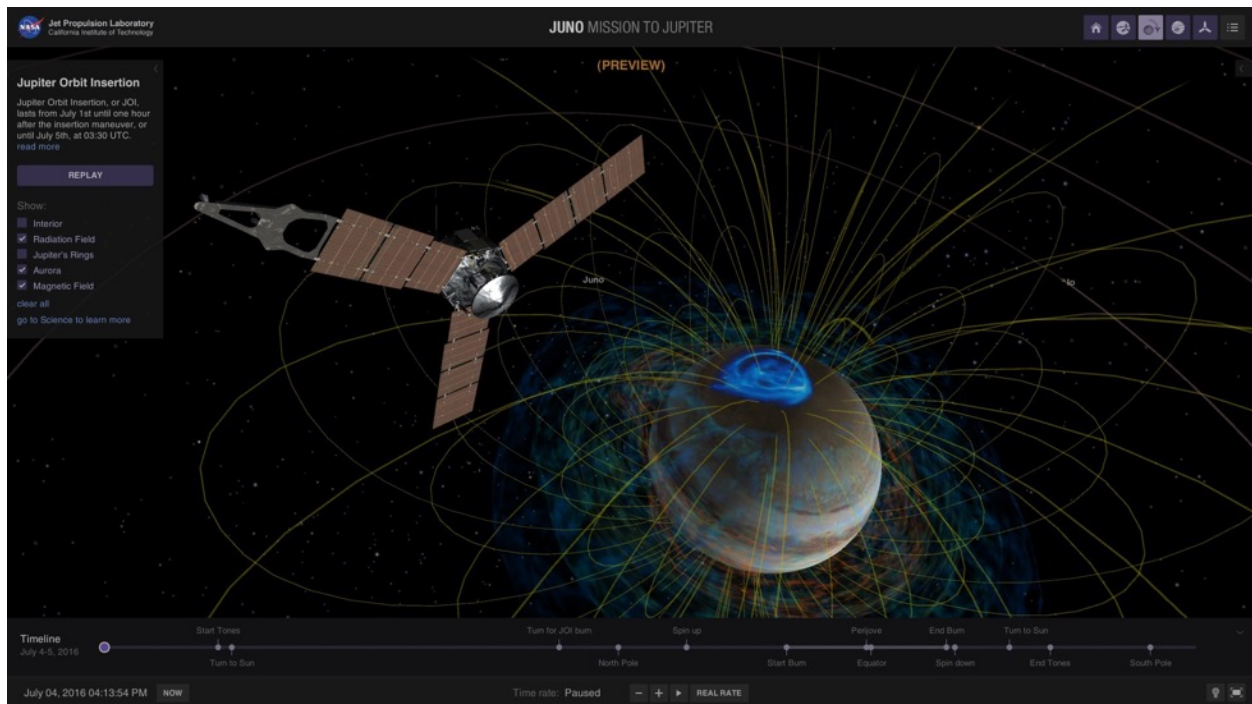 NASA
Jet Propulsion Laboratory
California Institute of Technology
JUNO MISSION TO JUPITER
(PREVIEW)
Jupiter Orbit Insertion
Jupiter Orbit Insertion, or JOI,
lasts from July 1st until one hour
after the insertion maneuver, or
until July 5th, at 03:30 UTC.
read more
REPLAY
Show:
Interior
Radiation Field
Jupiter's Rings
Aurora
Magnetic Field
clear all
go to Science to learn more
Juno
Io
Timeline
July 4-5, 2016
Start Tones
Turn to Sun
Turn for JOI burn
North Pole
Spin up
Start Burn
Perijove
Equator
End Burn
Spin down
Turn to Sun
End Tones
South Pole
July 04, 2016 04:13:54 PM
NOW
Time rate: Paused
REAL RATE